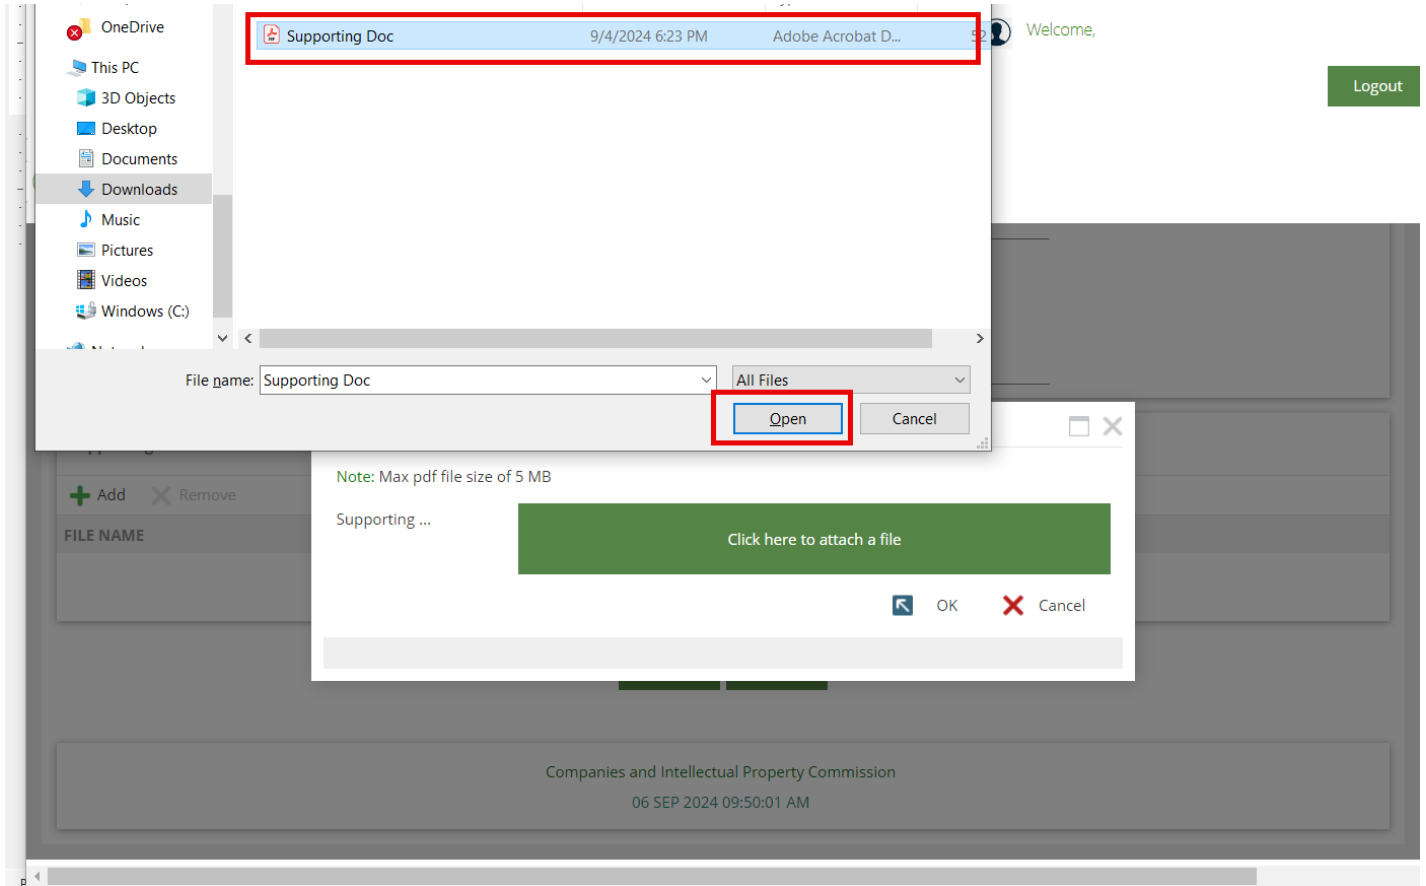 OneDrive
Supporting Doc 9/4/2024 6:23 PM Adobe Acrobat D... 52
Welcome,
This PC
Logout
3D Objects
Desktop
Documents
Downloads
Music
Pictures
Videos
Windows (C:)
File name: Supporting Doc All Files
Open Cancel
Note: Max pdf file size of 5 MB
Add Remove
Supporting ...
FILE NAME
Click here to attach a file
OK Cancel
Companies and Intellectual Property Commission
06 SEP 2024 09:50:01 AM